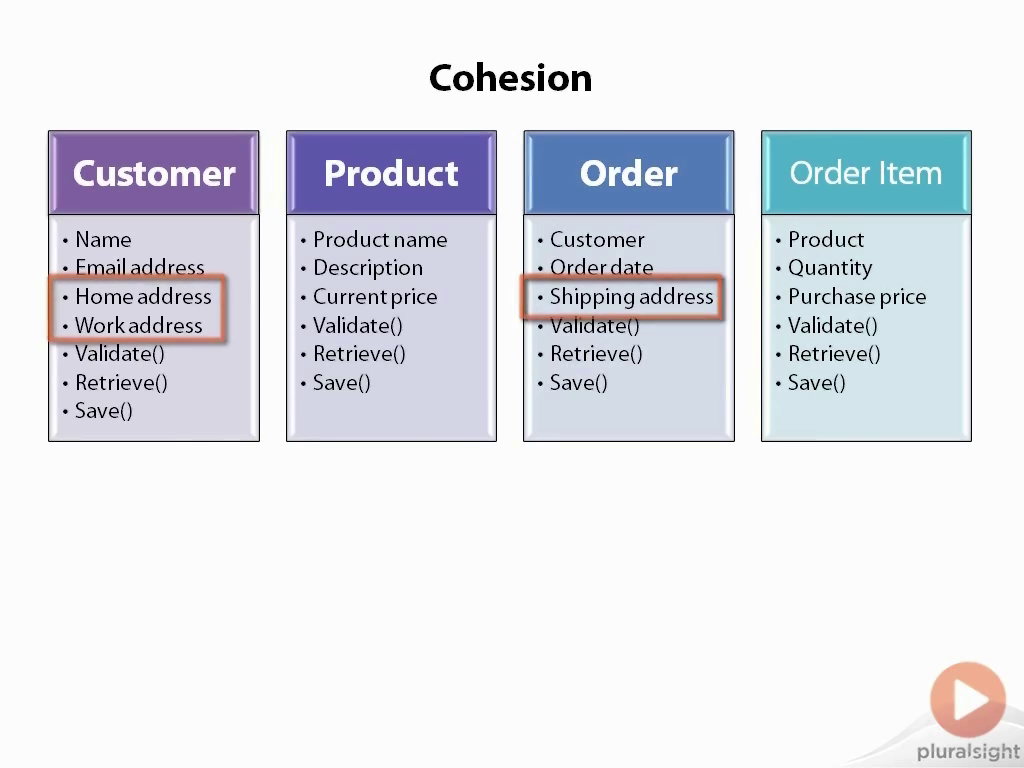 Cohesion
Customer
• Name
• Email address
• Home address
• Work address
• Validate()
• Retrieve()
• Save()
Product
• Product name
• Description
• Current price
• Validate()
• Retrieve()
• Save()
Order
• Customer
• Order date
• Shipping address
• Validate()
• Retrieve()
• Save()
Order Item
• Product
• Quantity
• Purchase price
• Validate()
• Retrieve()
• Save()
pluralsight